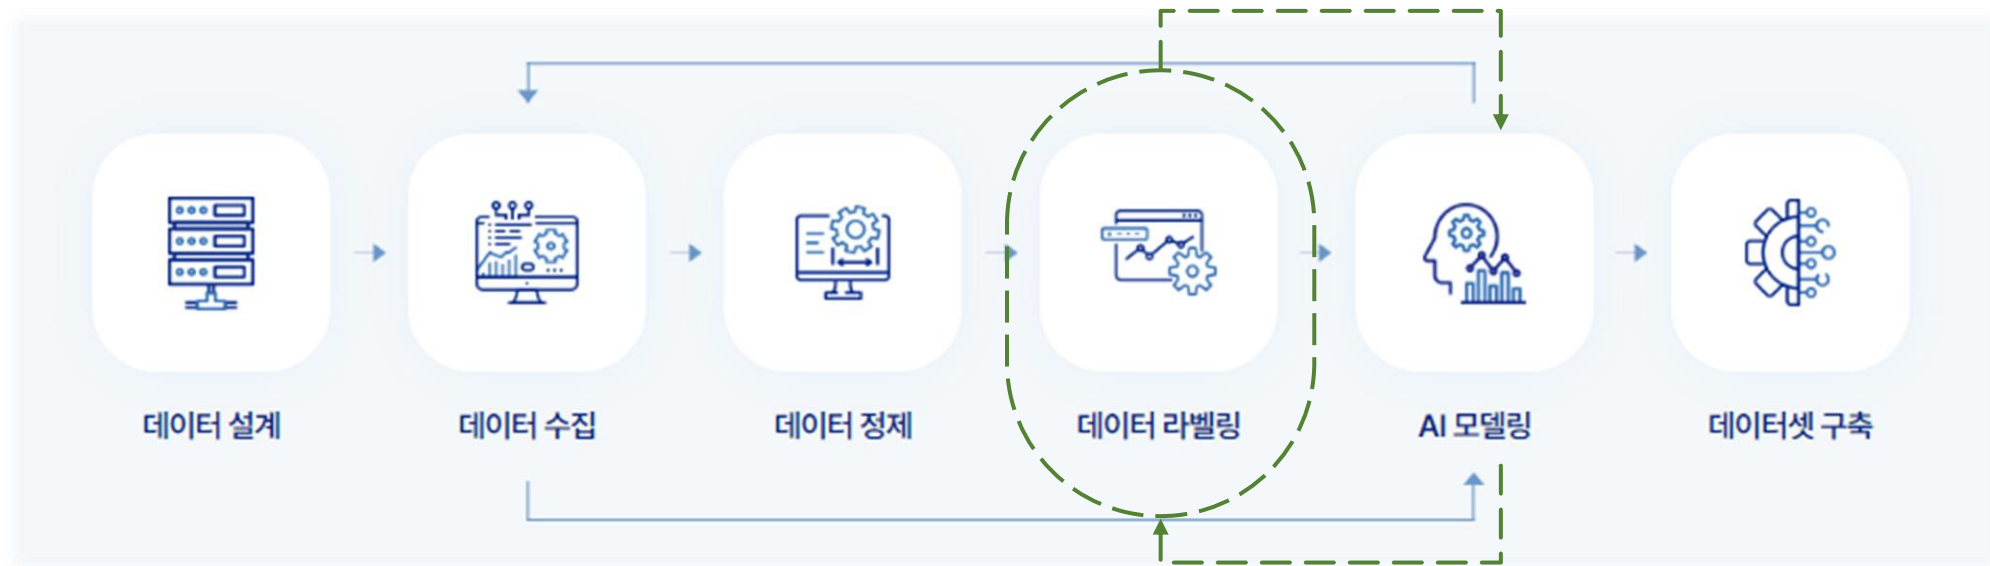 데이터 설계
데이터 수집
데이터 정제
데이터 라벨링
AI 모델링
데이터셋 구축